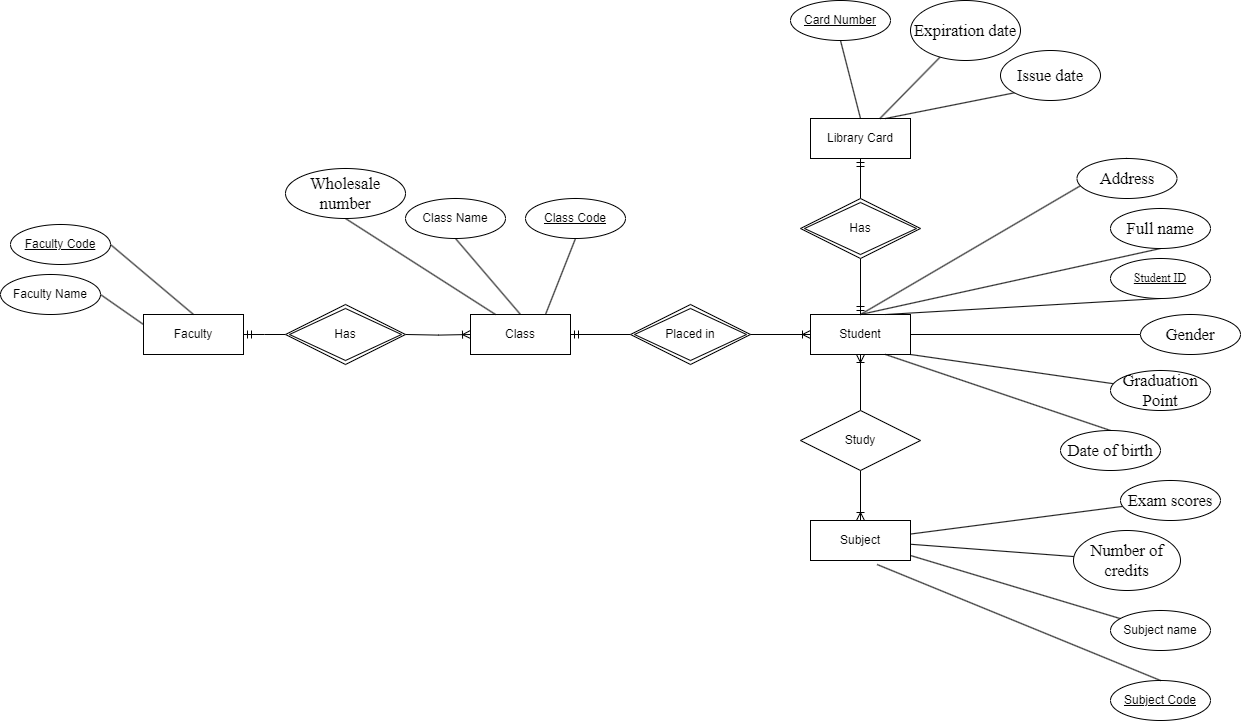 Card Number
Expiration date
Issue date
Library Card
Wholesale
number
Class Name
Class Code
Has
Address
Full name
Student ID
Faculty Code
Faculty Name
Faculty
Has
Class
Placed in
Student
Gender
Graduation
Point
Study
Date of birth
Exam scores
Subject
Number of
credits
Subject name
Subject Code